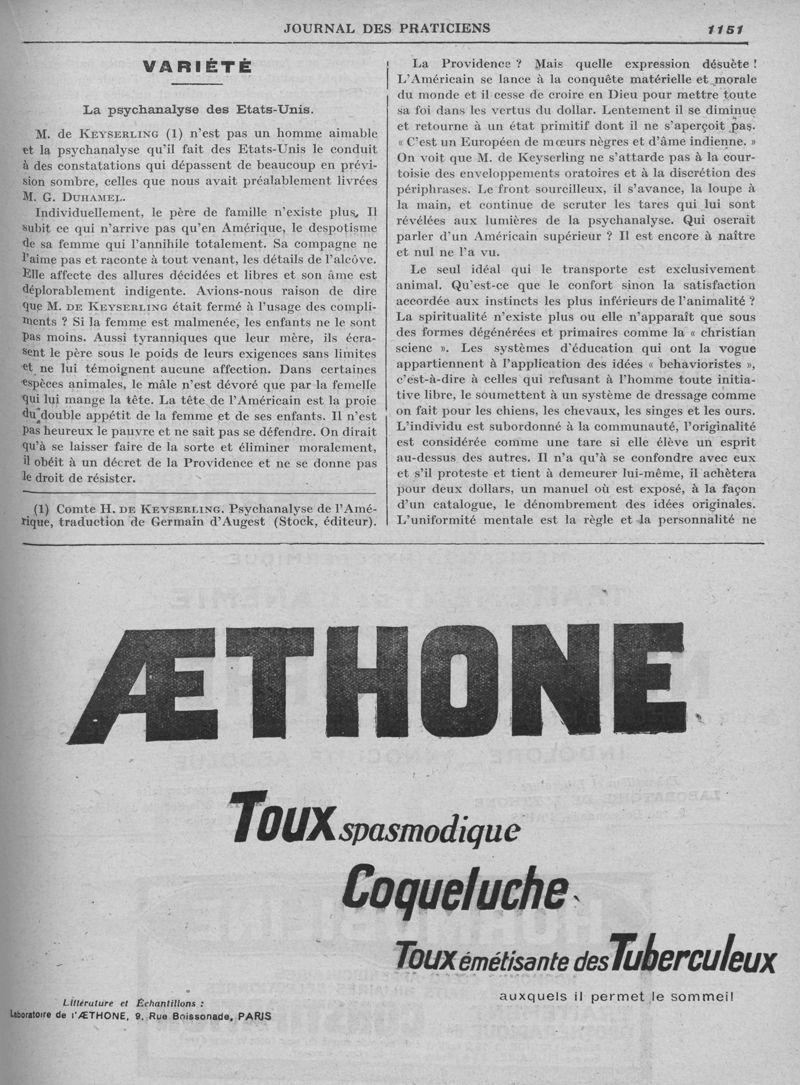 JOURNAL DES PRATICIENS 1151
VARIÉTÉ
La psychanalyse des Etats-Unis.
M. de KEYSERLING (1) n'est pas un homme aimable
et la psychanalyse qu'il fait des Etats-Unis le conduit
à des constatations qui dépassent de beaucoup en prévi-
sion sombre, celles que nous avait préalablement livrées
M. G. DUHAMEL.
Individuellement, le père de famille n'existe plus. Il
subit ce qui n'arrive pas qu'en Amérique, le despotisme
de sa femme qui l'annihile totalement. Sa compagne ne
l'aime pas et raconte à tout venant, les détails de l'alcôve.
Elle affecte des allures décidées et libres et son âme est
déplorablement indigente. Avions-nous raison de dire
que M. DE KEYSERLING était fermé à l'usage des compli-
ments ? Si la femme est malmenée, les enfants ne le sont
pas moins. Aussi tyranniques que leur mère, ils écra-
sent le père sous le poids de leurs exigences sans limites
et ne lui témoignent aucune affection. Dans certaines
espèces animales, le mâle n'est dévoré que par la femelle
qui lui mange la tête. La tête de l'Américain est la proie
du double appétit de la femme et de ses enfants. Il n'est
pas heureux le pauvre et ne sait pas se défendre. On dirait
qu'à se laisser faire de la sorte et éliminer moralement,
il obéit à un décret de la Providence et ne se donne pas
le droit de résister.
(1) Comte H. DE KEYSERLING. Psychanalyse de l'Amé-
rique, traduction de Germain d'Augest (Stock, éditeur).
La Providence ? Mais quelle expression désuète !
L'Américain se lance à la conquête matérielle et morale
du monde et il cesse de croire en Dieu pour mettre toute
sa foi dans les vertus du dollar. Lentement il se diminue
et retourne à un état primitif dont il ne s'aperçoit pas.
« C'est un Européen de mœurs nègres et d'âme indienne. »
On voit que M. de Keyserling ne s'attarde pas à la cour-
toisie des enveloppements oratoires et à la discrétion des
périphrases. Le front sourcilleux, il s'avance, la loupe à
la main, et continue de scruter les tares qui lui sont
révélées aux lumières de la psychanalyse. Qui oserait
parler d'un Américain supérieur ? Il est encore à naître
et nul ne l'a vu.
Le seul idéal qui le transporte est exclusivement
animal. Qu'est-ce que le confort sinon la satisfaction
accordée aux instincts les plus inférieurs de l'animalité ?
La spiritualité n'existe plus ou elle n'apparaît que sous
des formes dégénérées et primaires comme la « christian
scienc ». Les systèmes d'éducation qui ont la vogue
appartiennent à l'application des idées « behavioristes »,
c'est-à-dire à celles qui refusant à l'homme toute initia-
tive libre, le soumettent à un système de dressage comme
on fait pour les chiens, les chevaux, les singes et les ours.
L'individu est subordonné à la communauté, l'originalité
est considérée comme une tare si elle élève un esprit
au-dessus des autres. Il n'a qu'à se confondre avec eux
et s'il proteste et tient à demeurer lui-même, il achètera
pour deux dollars, un manuel où est exposé, à la façon
d'un catalogue, le dénombrement des idées originales.
L'uniformité mentale est la règle et la personnalité ne
ÆTHONE
Toux spasmodique
Coqueluche
Toux émétisante des Tuberculeux
auxquels il permet le sommeil
Littérature et Échantillons :
Laboratoire de l'ÆTHONE, 9, Rue Boissonade, PARIS